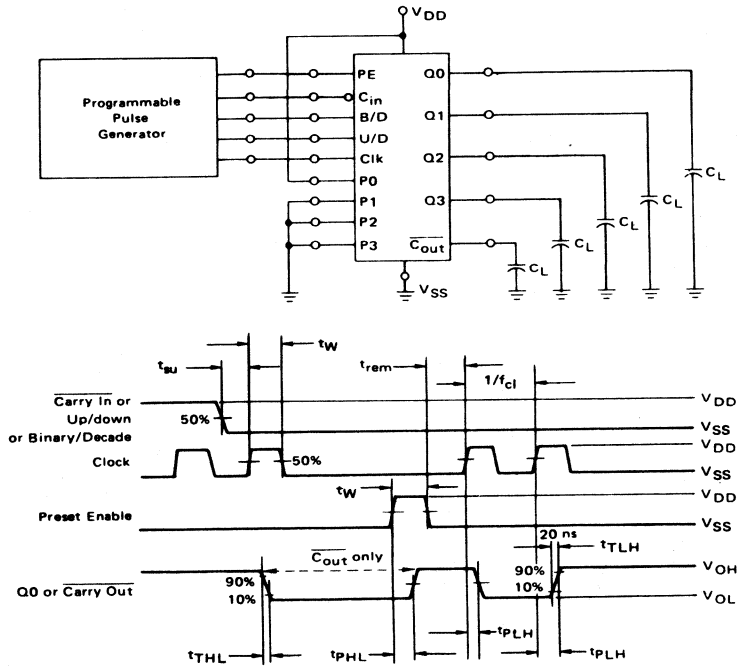 VDD
Programmable
Pulse
Generator
PE
Cin
B/D
U/D
Clk
P0
P1
P2
P3
Q0
Q1
Q2
Q3
Cout
CL
CL
CL
CL
CL
VSS
tsu
tW
trem
1/fcl
Carry In or
Up/down
or Binary/Decade
50%
VDD
VSS
Clock
50%
VDD
VSS
tW
Preset Enable
VDD
VSS
20 ns
tTLH
Cout only
Q0 or Carry Out
90%
10%
90%
10%
VOH
VOL
tTHL
tPHL
tPLH
tPLH